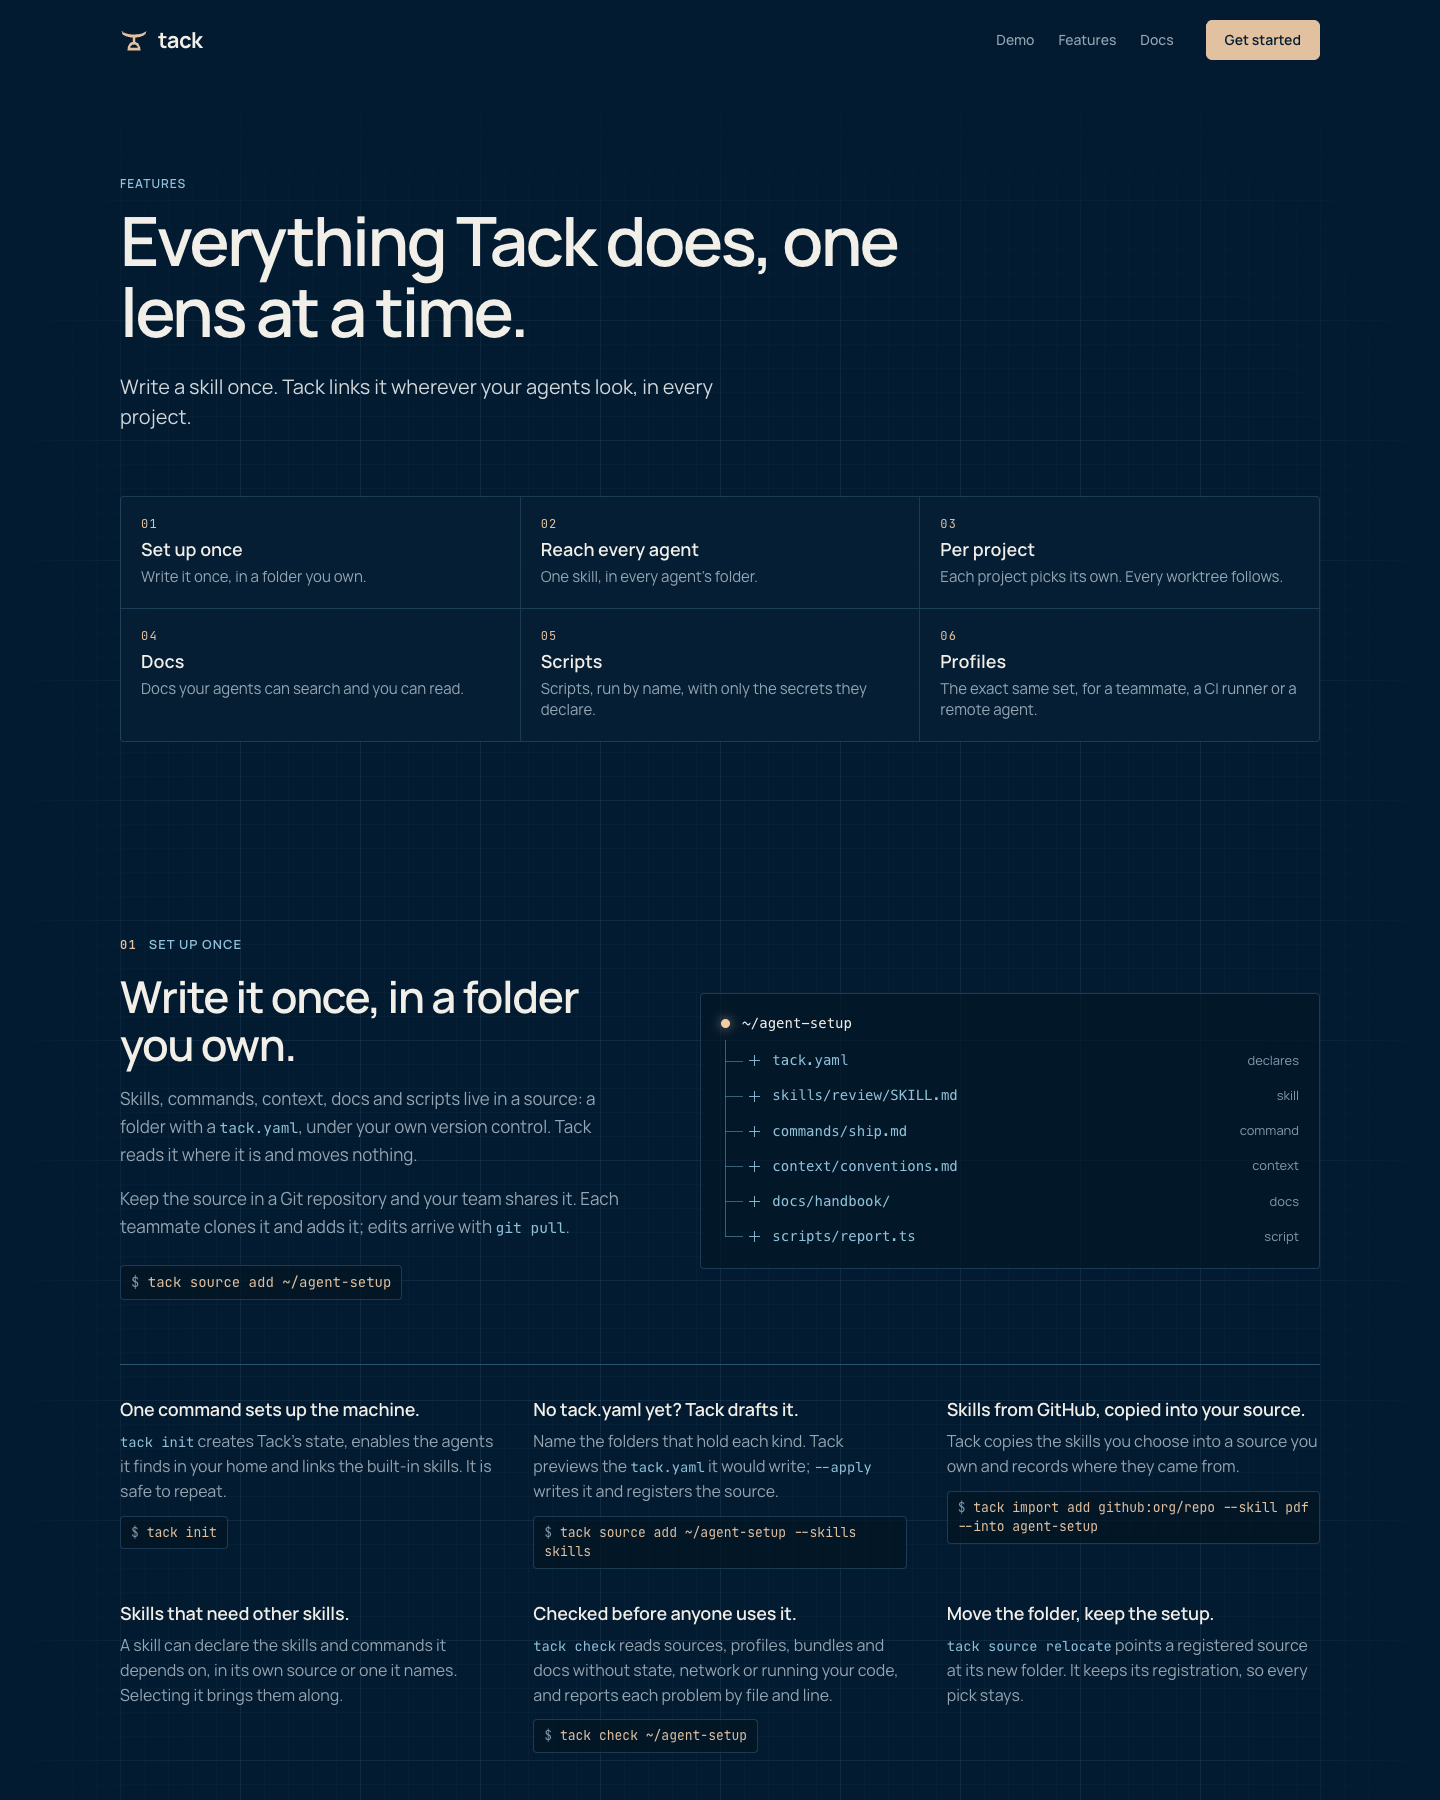 tack
Demo
Features
Docs
Get started
FEATURES
Everything Tack does, one
lens at a time.
Write a skill once. Tack links it wherever your agents look, in every
project.
01
Set up once
Write it once, in a folder you own.
02
Reach every agent
One skill, in every agent's folder.
03
Per project
Each project picks its own. Every worktree follows.
04
Docs
Docs your agents can search and you can read.
05
Scripts
Scripts, run by name, with only the secrets they
declare.
06
Profiles
The exact same set, for a teammate, a CI runner or a
remote agent.
01 SET UP ONCE
Write it once, in a folder
you own.
Skills, commands, context, docs and scripts live in a source: a
folder with a tack.yaml, under your own version control. Tack
reads it where it is and moves nothing.
Keep the source in a Git repository and your team shares it. Each
teammate clones it and adds it; edits arrive with git pull.
$ tack source add ~/agent-setup
~/agent-setup
tack.yaml declares
skills/review/SKILL.md skill
commands/ship.md command
context/conventions.md context
docs/handbook/ docs
scripts/report.ts script
One command sets up the machine.
tack init creates Tack's state, enables the agents
it finds in your home and links the built-in skills. It is
safe to repeat.
$ tack init
No tack.yaml yet? Tack drafts it.
Name the folders that hold each kind. Tack
previews the tack.yaml it would write; --apply
writes it and registers the source.
$ tack source add ~/agent-setup --skills
skills
Skills from GitHub, copied into your source.
Tack copies the skills you choose into a source you
own and records where they came from.
$ tack import add github:org/repo --skill pdf
--into agent-setup
Skills that need other skills.
A skill can declare the skills and commands it
depends on, in its own source or one it names.
Selecting it brings them along.
Checked before anyone uses it.
tack check reads sources, profiles, bundles and
docs without state, network or running your code,
and reports each problem by file and line.
$ tack check ~/agent-setup
Move the folder, keep the setup.
tack source relocate points a registered source
at its new folder. It keeps its registration, so every
pick stays.